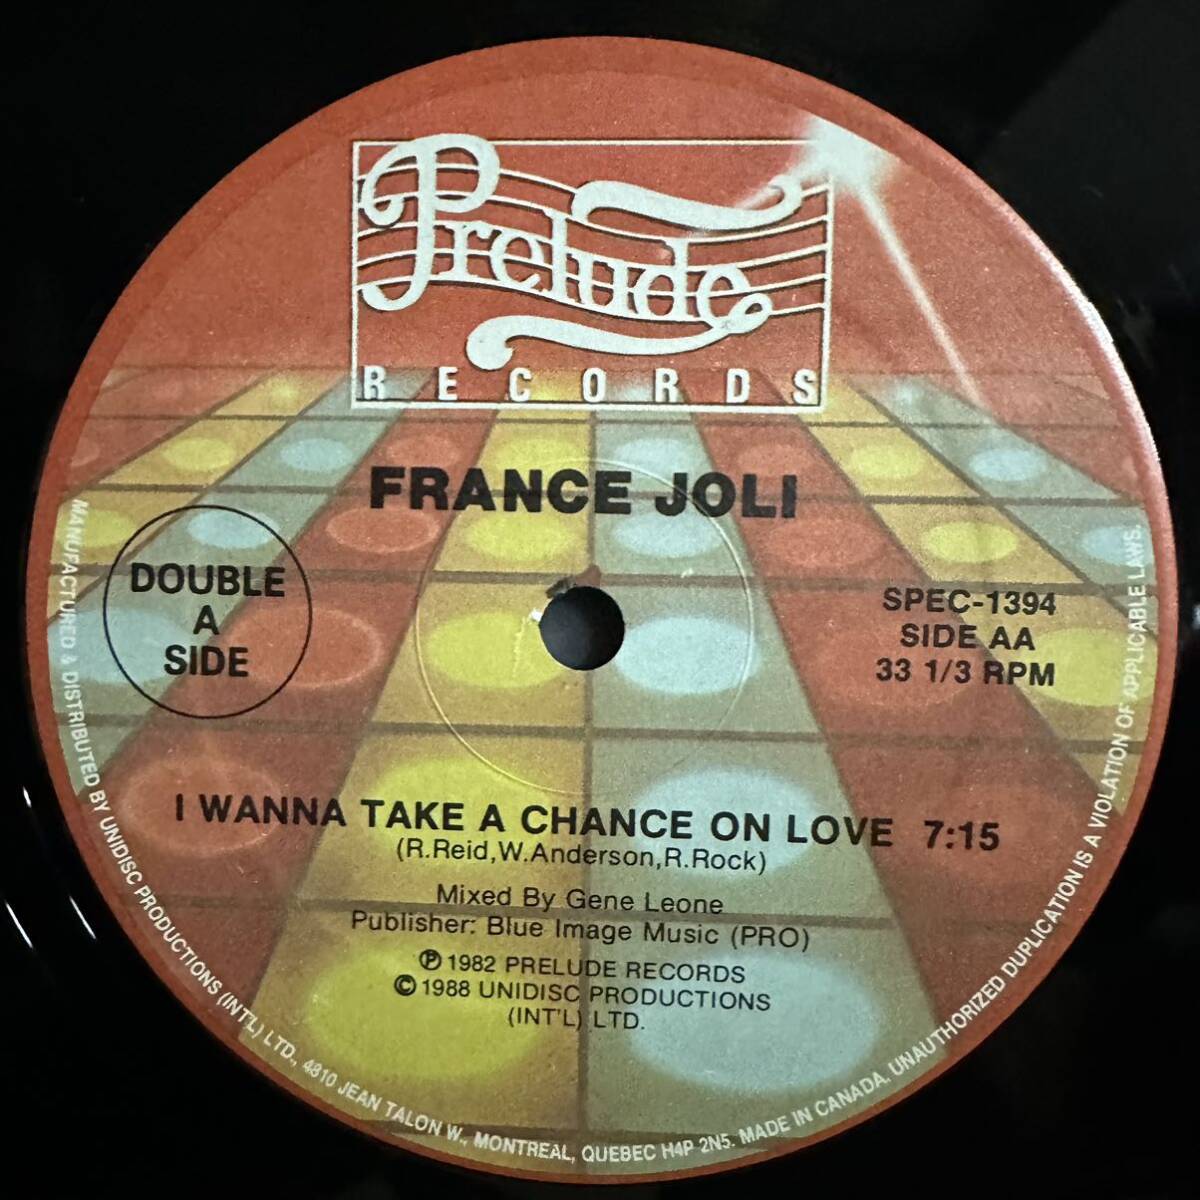 Prelude
RECORDS
FRANCE JOLI
DOUBLE
A
SIDE
SPEC-1394
SIDE AA
33 1/3 RPM
I WANNA TAKE A CHANCE ON LOVE 7:15
(R.Reid,W.Anderson,R.Rock)
Mixed By Gene Leone
Publisher: Blue Image Music (PRO)
Ⓟ 1982 PRELUDE RECORDS
© 1988 UNIDISC PRODUCTIONS
(INT'L) LTD.
MANUFACTURED & DISTRIBUTED BY UNIDISC PRODUCTIONS (INT'L) LTD., 4810 JEAN TALON W., MONTREAL, QUEBEC H4P 2N5. MADE IN CANADA. UNAUTHORIZED DUPLICATION IS A VIOLATION OF APPLICABLE LAWS.